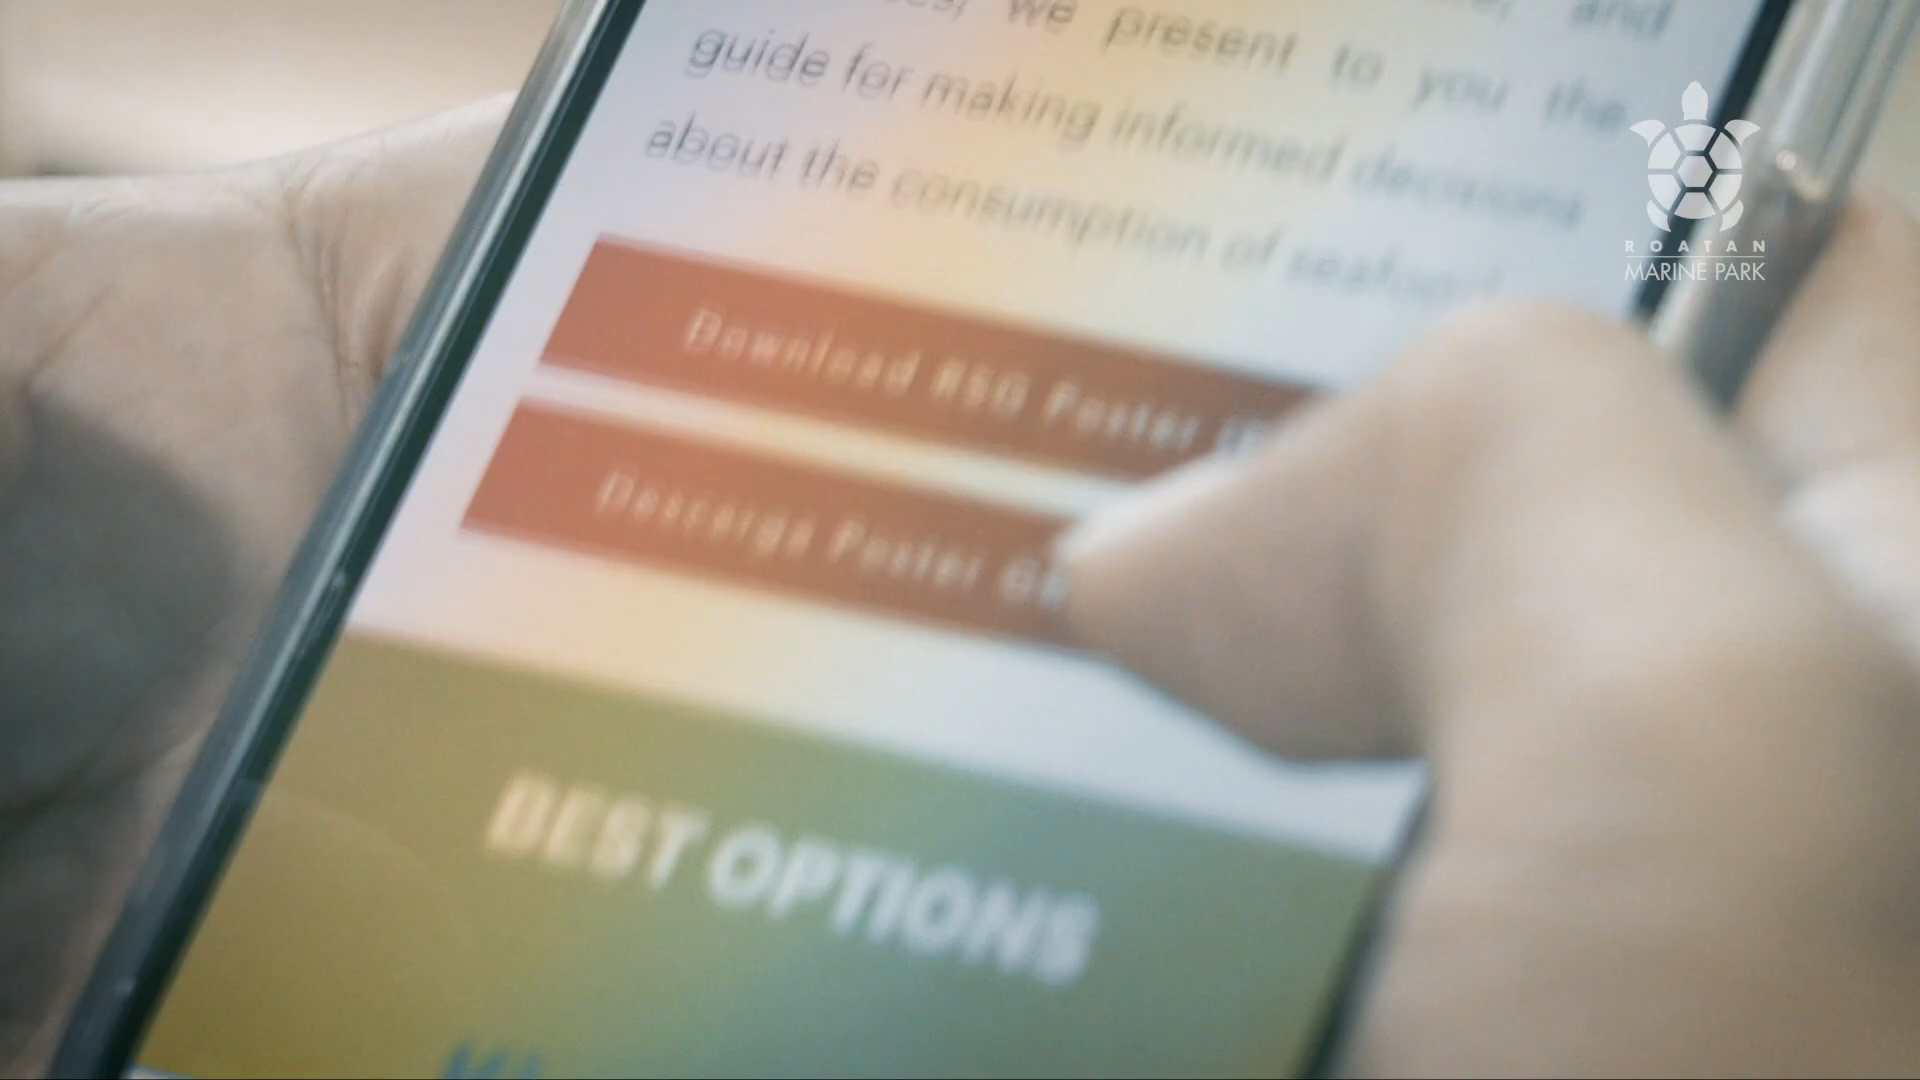 we present to you the
guide for making informed decisions
about the consumption of seafood
Download RSG Poster
Descarga Poster
BEST OPTIONS
ROATAN
MARINE PARK